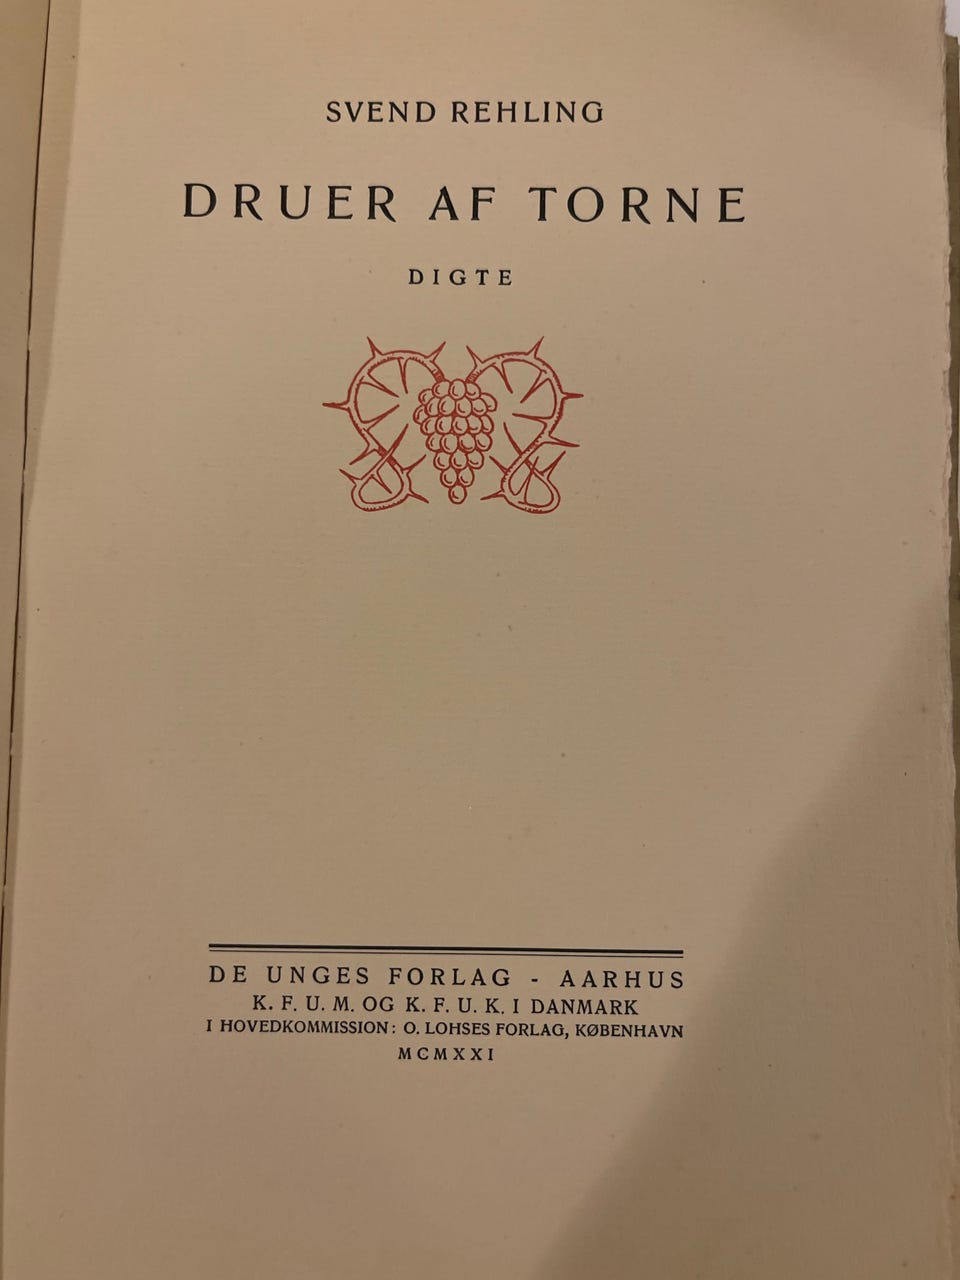 SVEND REHLING
DRUER AF TORNE
DIGTE
DE UNGES FORLAG - AARHUS
K. F. U. M. OG K. F. U. K. I DANMARK
I HOVEDKOMMISSION: O. LOHSES FORLAG, KØBENHAVN
MCMXXI